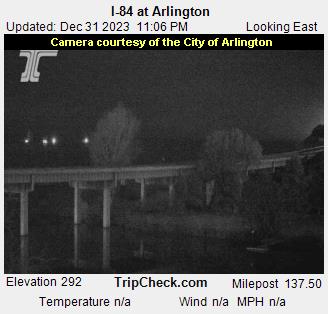 I-84 at Arlington
Updated: Dec 31 2023 11:06 PM Looking East
Camera courtesy of the City of Arlington
Elevation 292 TripCheck.com Milepost 137.50
Temperature n/a Wind n/a MPH n/a